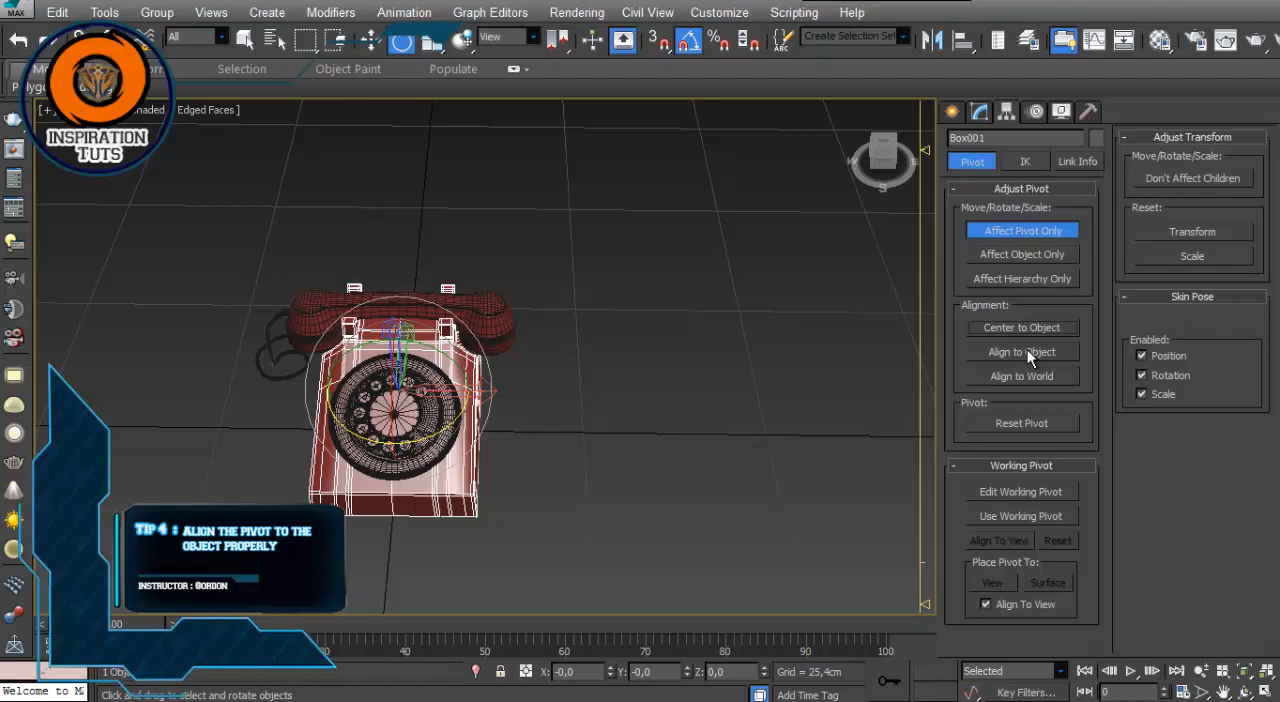 MAX
Edit Tools Group Views Create Modifiers Animation Graph Editors Rendering Civil View Customize Scripting Help
All
View
3
%
ABC
Create Selection Set
Selection Object Paint Populate
Edged Faces ]
INSPIRATION
TUTS
S
Box001
Pivot IK Link Info
- Adjust Pivot
Move/Rotate/Scale:
Affect Pivot Only
Affect Object Only
Affect Hierarchy Only
Alignment:
Center to Object
Align to Object
Align to World
Pivot:
Reset Pivot
- Working Pivot
Edit Working Pivot
Use Working Pivot
Align To View Reset
Place Pivot To:
View Surface
Align To View
- Adjust Transform
Move/Rotate/Scale:
Don't Affect Children
Reset:
Transform
Scale
- Skin Pose
Enabled:
Position
Rotation
Scale
Tip 4 : Align the pivot to the
object properly
Instructor : Gordon
40 50 60 70 80 90 100
X: -0,0 Y: -0,0 Z: 0,0 Grid = 25,4cm
Selected
Welcome to M
Click and drag to select and rotate objects
Add Time Tag
Key Filters...
0